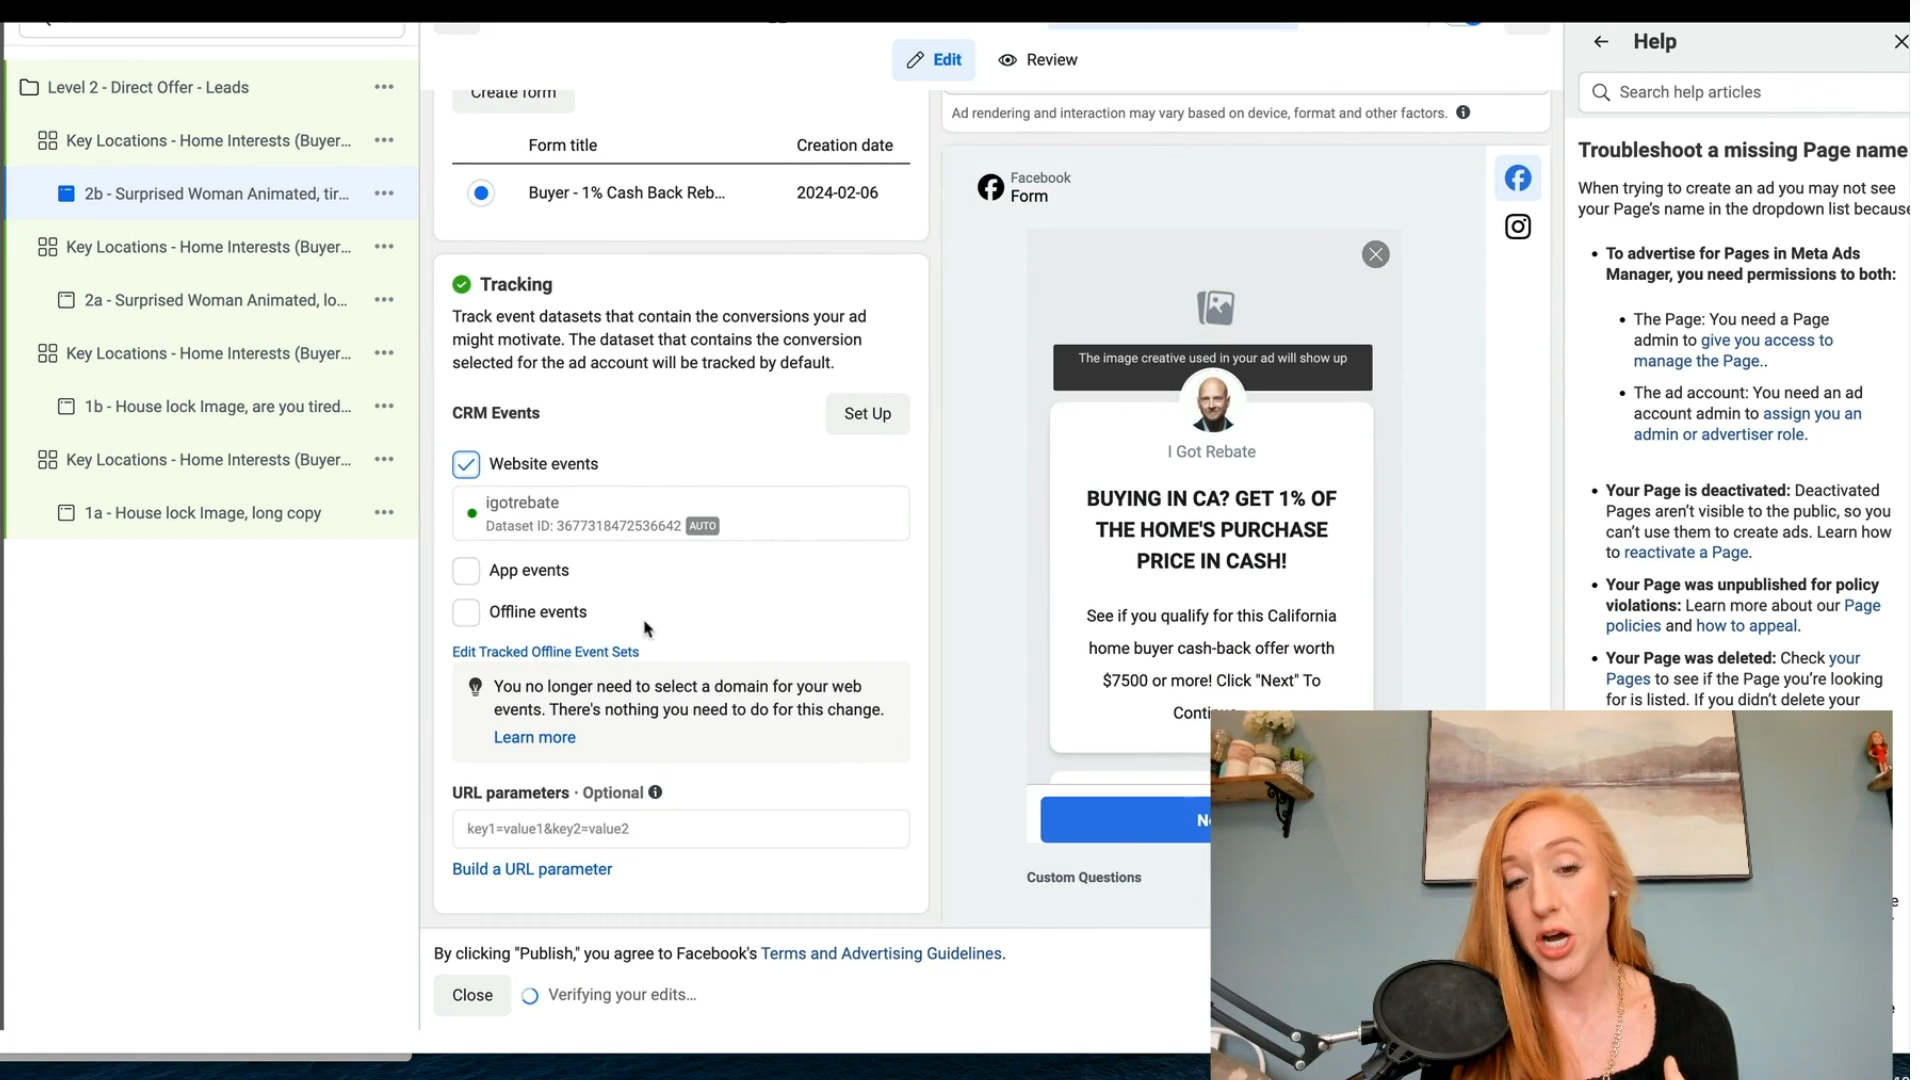 Level 2 - Direct Offer - Leads
Key Locations - Home Interests (Buyer...
2b - Surprised Woman Animated, tir...
Key Locations - Home Interests (Buyer...
2a - Surprised Woman Animated, lo...
Key Locations - Home Interests (Buyer...
1b - House lock Image, are you tired...
Key Locations - Home Interests (Buyer...
1a - House lock Image, long copy
Edit
Review
Create form
Form title
Creation date
Buyer - 1% Cash Back Reb...
2024-02-06
Tracking
Track event datasets that contain the conversions your ad
might motivate. The dataset that contains the conversion
selected for the ad account will be tracked by default.
CRM Events
Set Up
Website events
igotrebate
Dataset ID: 3677318472536642 AUTO
App events
Offline events
Edit Tracked Offline Event Sets
You no longer need to select a domain for your web
events. There's nothing you need to do for this change.
Learn more
URL parameters · Optional
key1=value1&key2=value2
Build a URL parameter
By clicking "Publish," you agree to Facebook's Terms and Advertising Guidelines.
Close
Verifying your edits...
Ad rendering and interaction may vary based on device, format and other factors.
Facebook
Form
The image creative used in your ad will show up
I Got Rebate
BUYING IN CA? GET 1% OF
THE HOME'S PURCHASE
PRICE IN CASH!
See if you qualify for this California
home buyer cash-back offer worth
$7500 or more! Click "Next" To
Custom Questions
Help
Search help articles
Troubleshoot a missing Page name
When trying to create an ad you may not see
your Page's name in the dropdown list because
To advertise for Pages in Meta Ads
Manager, you need permissions to both:
The Page: You need a Page
admin to give you access to
manage the Page..
The ad account: You need an ad
account admin to assign you an
admin or advertiser role.
Your Page is deactivated: Deactivated
Pages aren't visible to the public, so you
can't use them to create ads. Learn how
to reactivate a Page.
Your Page was unpublished for policy
violations: Learn more about our Page
policies and how to appeal.
Your Page was deleted: Check your
Pages to see if the Page you're looking
for is listed. If you didn't delete your